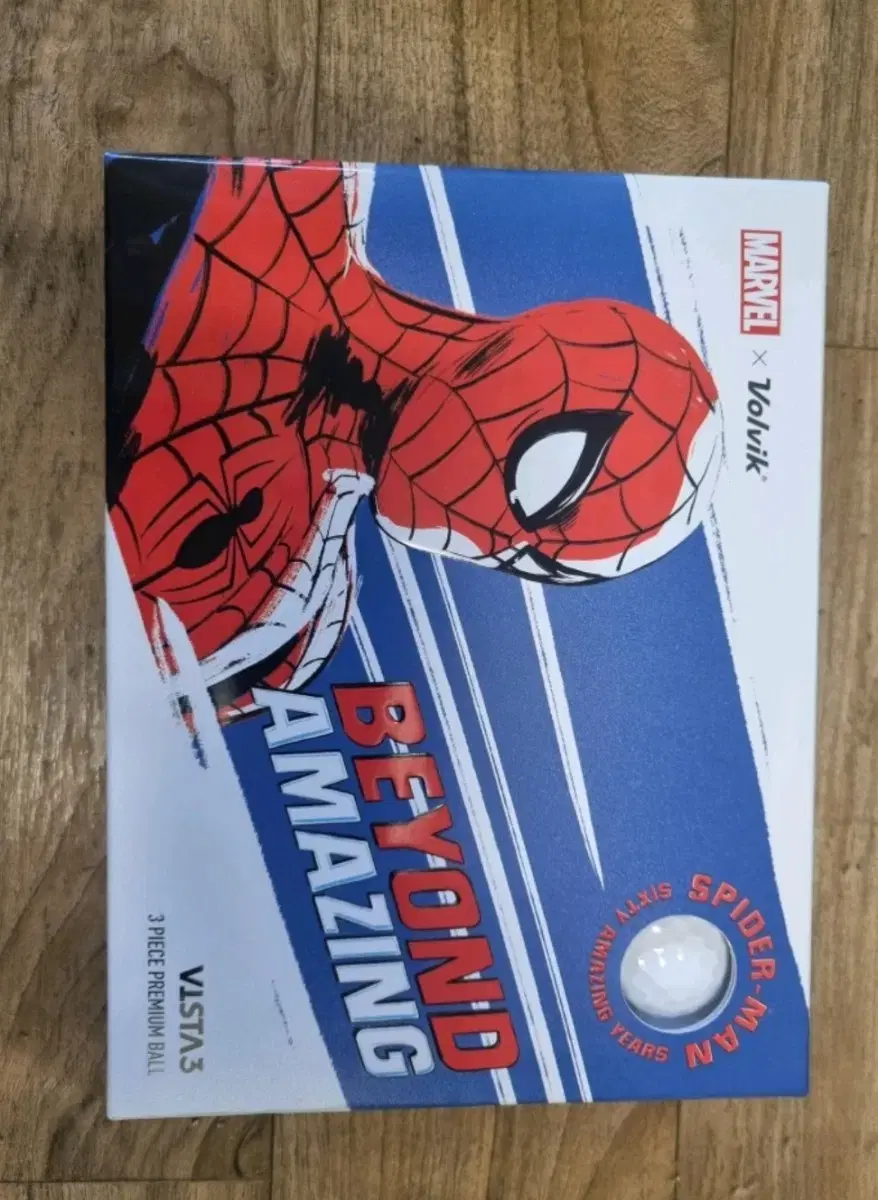 MARVEL × Volvik
SPIDER-MAN
SIXTY AMAZING YEARS
BEYOND
AMAZING
VISTA3
3 PIECE PREMIUM BALL